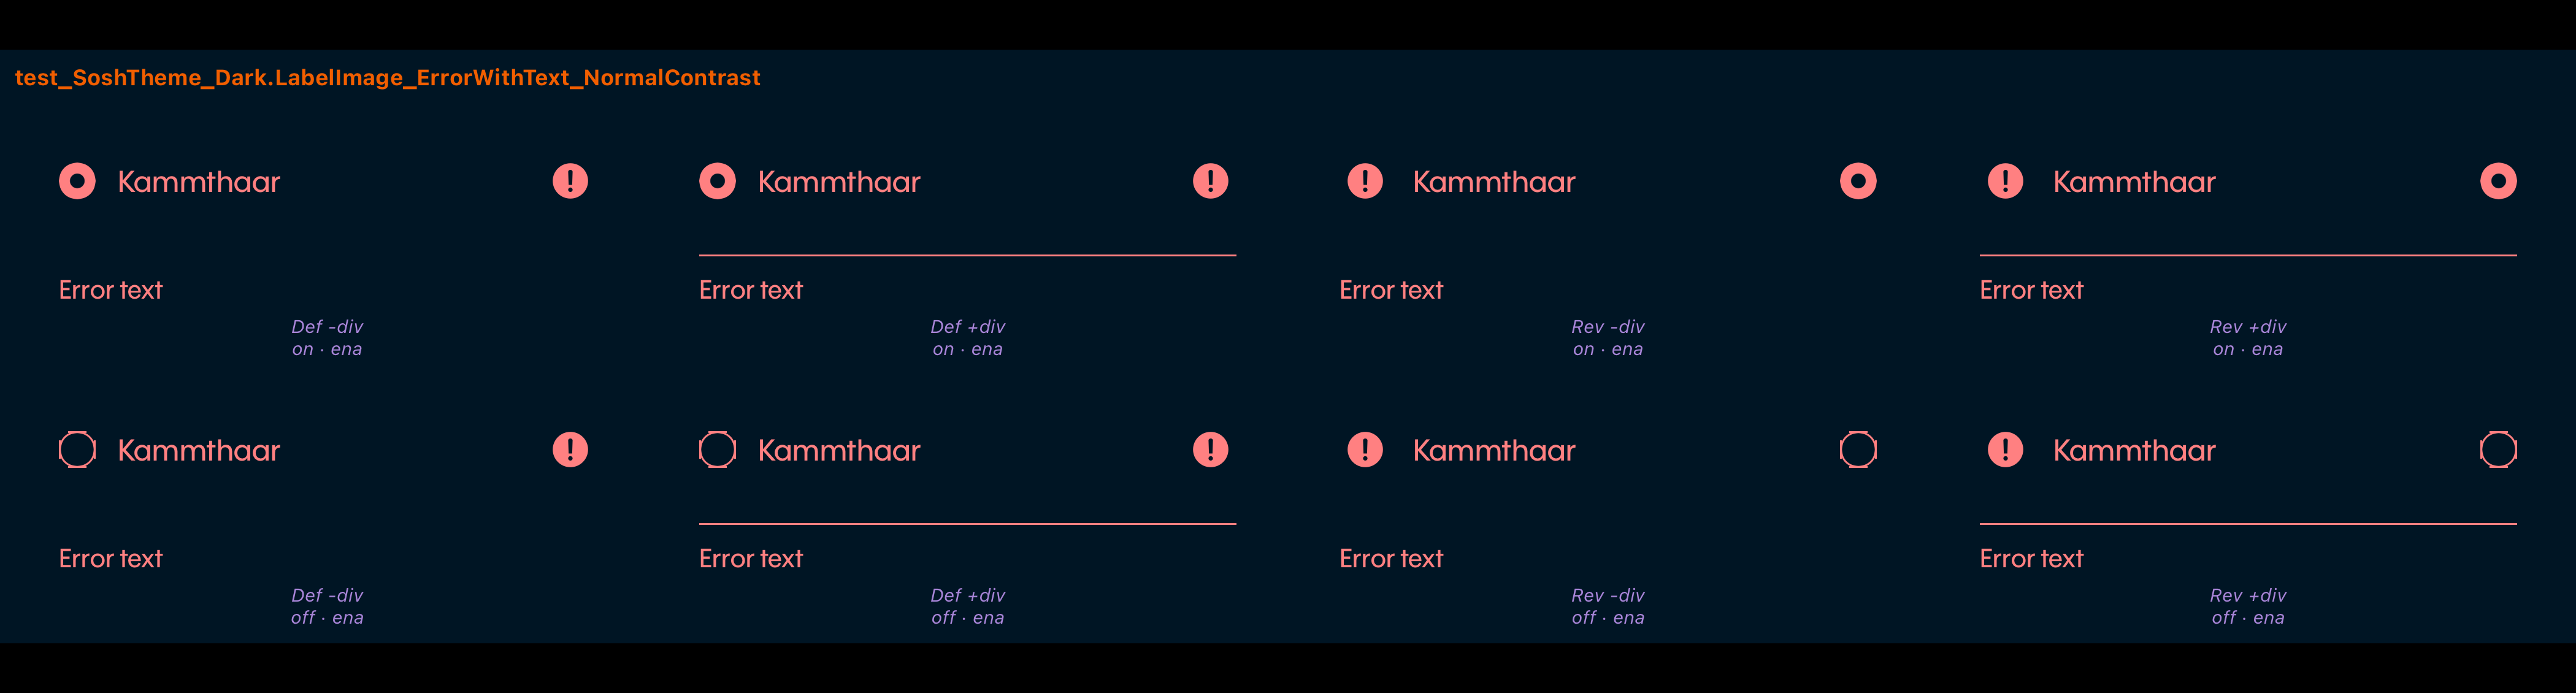 test_SoshTheme_Dark.LabelImage_ErrorWithText_NormalContrast
Kammthaar
Kammthaar
Kammthaar
Kammthaar
Error text
Error text
Error text
Error text
Def -div
on · ena
Def +div
on · ena
Rev -div
on · ena
Rev +div
on · ena
Kammthaar
Kammthaar
Kammthaar
Kammthaar
Error text
Error text
Error text
Error text
Def -div
off · ena
Def +div
off · ena
Rev -div
off · ena
Rev +div
off · ena